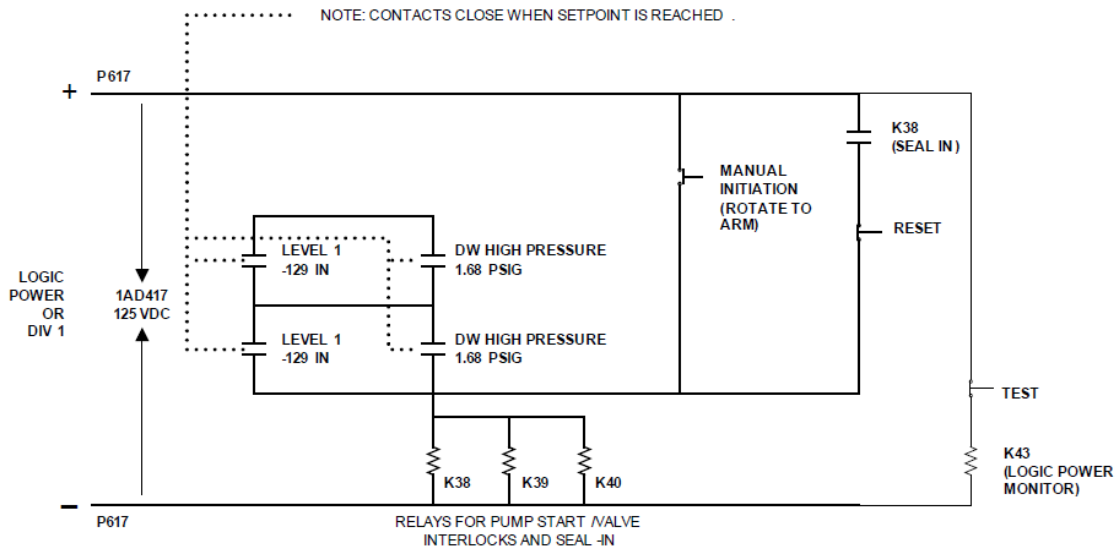 NOTE: CONTACTS CLOSE WHEN SETPOINT IS REACHED .
P617
+
K38
(SEAL IN)
MANUAL
INITIATION
(ROTATE TO
ARM)
RESET
LEVEL 1
-129 IN
DW HIGH PRESSURE
1.68 PSIG
LOGIC
POWER
OR
DIV 1
1AD417
125 VDC
LEVEL 1
-129 IN
DW HIGH PRESSURE
1.68 PSIG
TEST
K38
K39
K40
K43
(LOGIC POWER
MONITOR)
–
P617
RELAYS FOR PUMP START /VALVE
INTERLOCKS AND SEAL -IN